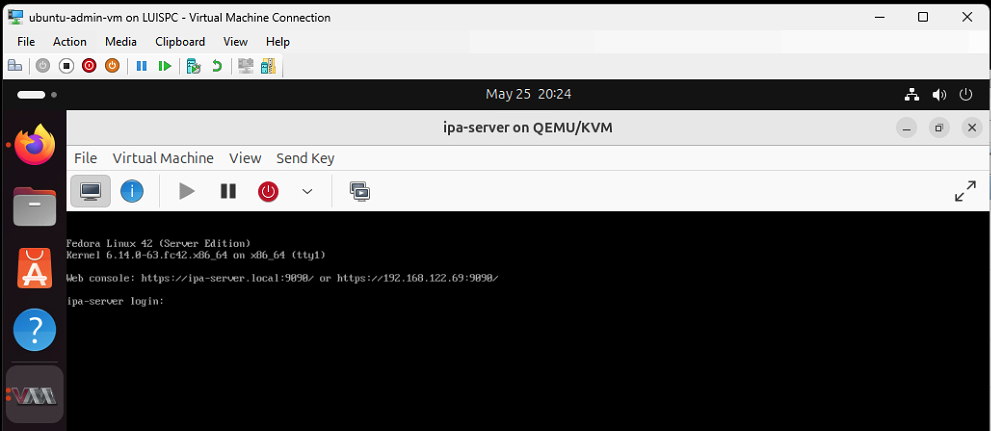 ubuntu-admin-vm on LUISPC - Virtual Machine Connection
File Action Media Clipboard View Help
May 25 20:24
ipa-server on QEMU/KVM
File Virtual Machine View Send Key
Fedora Linux 42 (Server Edition)
Kernel 6.14.0-63.fc42.x86_64 on x86_64 (tty1)
Web console: https://ipa-server.local:9090/ or https://192.168.122.69:9090/
ipa-server login: